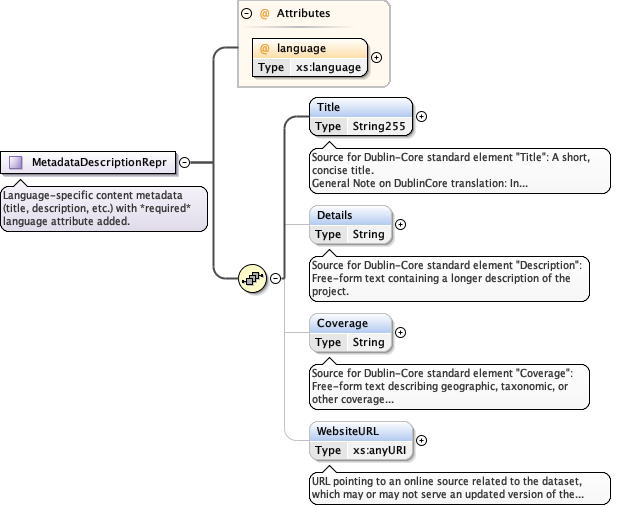 @ Attributes
@ language
Type xs:language
MetadataDescriptionRepr
Language-specific content metadata
(title, description, etc.) with *required*
language attribute added.
Title
Type String255
Source for Dublin-Core standard element "Title": A short,
concise title.
General Note on DublinCore translation: In...
Details
Type String
Source for Dublin-Core standard element "Description":
Free-form text containing a longer description of the
project.
Coverage
Type String
Source for Dublin-Core standard element "Coverage":
Free-form text describing geographic, taxonomic, or
other coverage...
WebsiteURL
Type xs:anyURI
URL pointing to an online source related to the dataset,
which may or may not serve an updated version of the...